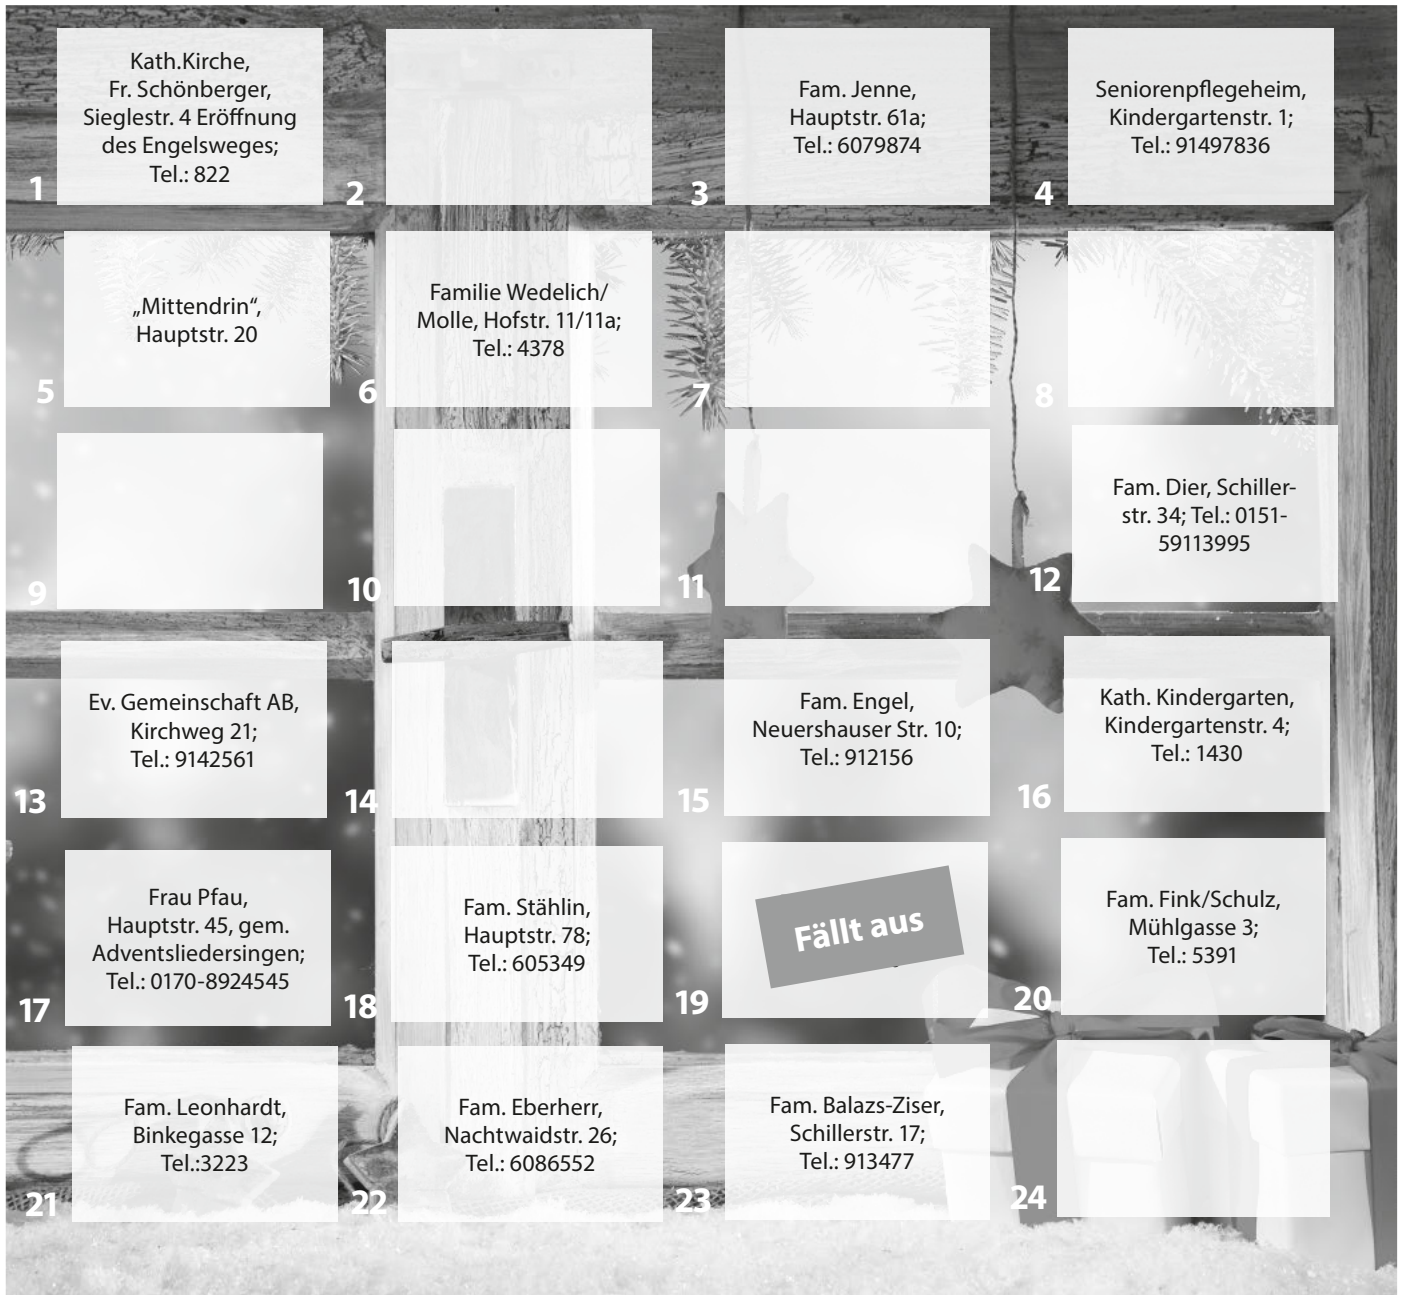 Kath.Kirche,
Fr. Schönberger,
Sieglestr. 4 Eröffnung
des Engelsweges;
Tel.: 822
1
2
Fam. Jenne,
Hauptstr. 61a;
Tel.: 6079874
3
Seniorenpflegeheim,
Kindergartenstr. 1;
Tel.: 91497836
4
„Mittendrin“,
Hauptstr. 20
5
Familie Wedelich/
Molle, Hofstr. 11/11a;
Tel.: 4378
6
7
8
9
10
11
Fam. Dier, Schiller-
str. 34; Tel.: 0151-
59113995
12
Ev. Gemeinschaft AB,
Kirchweg 21;
Tel.: 9142561
13
14
Fam. Engel,
Neuershauser Str. 10;
Tel.: 912156
15
Kath. Kindergarten,
Kindergartenstr. 4;
Tel.: 1430
16
Frau Pfau,
Hauptstr. 45, gem.
Adventsliedersingen;
Tel.: 0170-8924545
17
Fam. Stählin,
Hauptstr. 78;
Tel.: 605349
18
Fällt aus
19
Fam. Fink/Schulz,
Mühlgasse 3;
Tel.: 5391
20
Fam. Leonhardt,
Binkegasse 12;
Tel.:3223
21
Fam. Eberherr,
Nachtwaidstr. 26;
Tel.: 6086552
22
Fam. Balazs-Ziser,
Schillerstr. 17;
Tel.: 913477
23
24